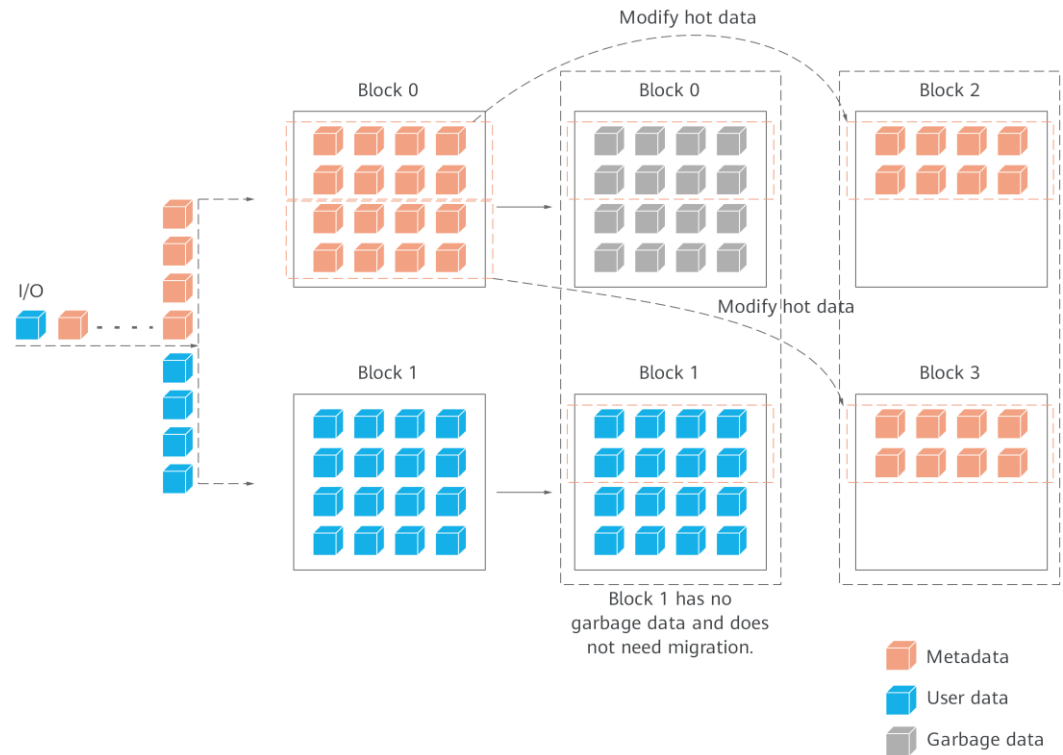 Modify hot data
Block 0
Block 0
Block 2
I/O
Modify hot data
Block 1
Block 1
Block 3
Block 1 has no
garbage data and does
not need migration.
Metadata
User data
Garbage data